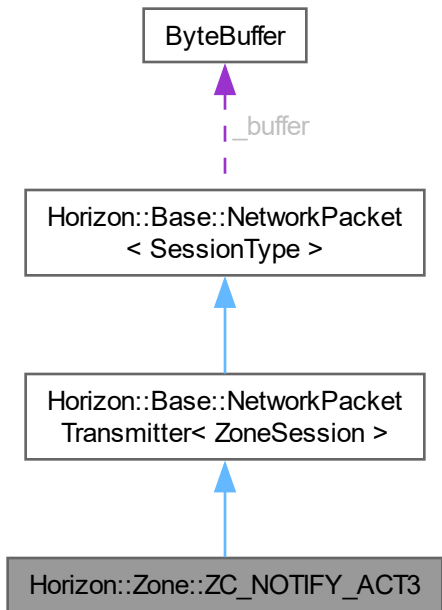 ByteBuffer
_buffer
Horizon::Base::NetworkPacket
< SessionType >
Horizon::Base::NetworkPacket
Transmitter< ZoneSession >
Horizon::Zone::ZC_NOTIFY_ACT3